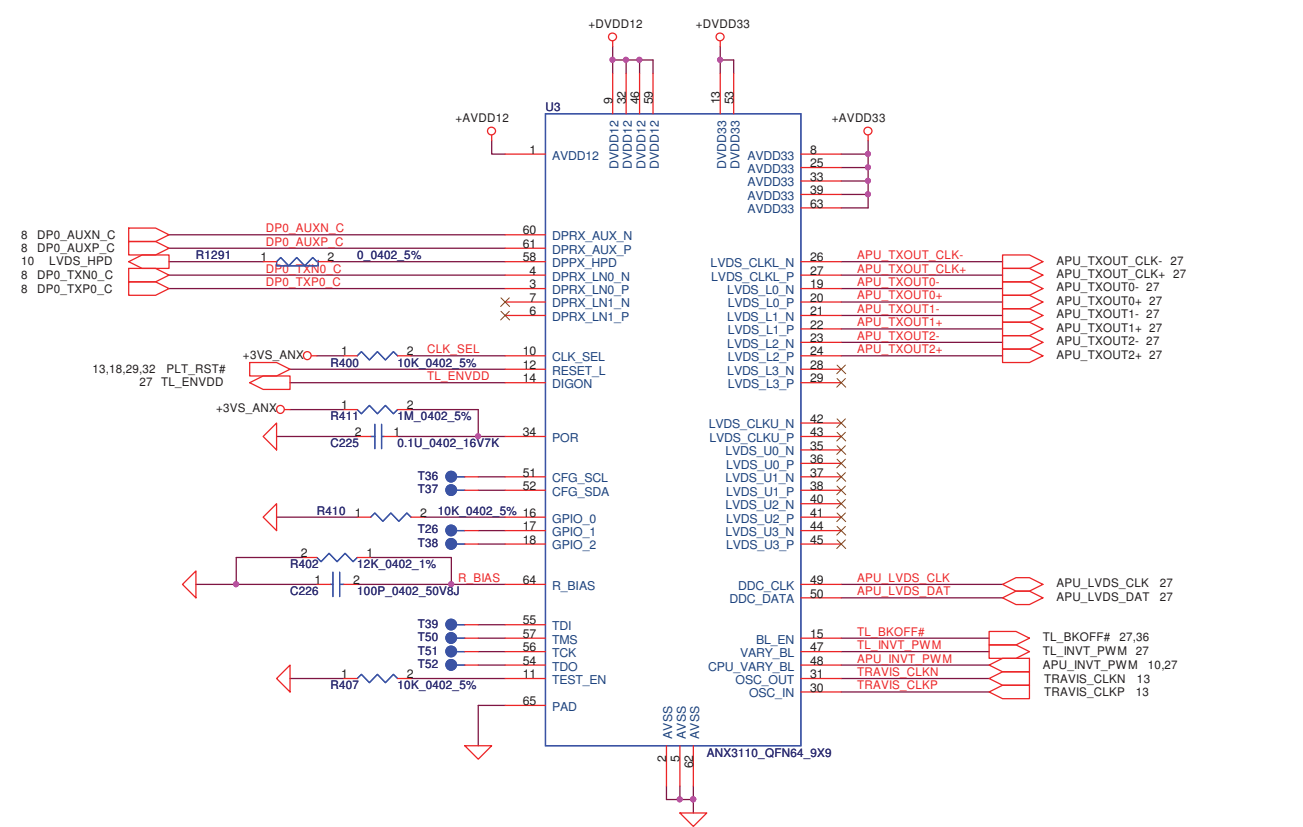 +DVDD12 +DVDD33
9 32 46 59 13 53
U3
+AVDD12 +AVDD33
DVDD12 DVDD12 DVDD12 DVDD12 DVDD33 DVDD33
1 AVDD12
AVDD33 8
AVDD33 25
AVDD33 33
AVDD33 39
AVDD33 63
8 DP0_AUXN_C DP0_AUXN_C 60 DPRX_AUX_N
8 DP0_AUXP_C DP0_AUXP_C 61 DPRX_AUX_P
10 LVDS_HPD R1291 1 2 0_0402_5% 58 DPPX_HPD
8 DP0_TXN0_C DP0_TXN0_C 4 DPRX_LN0_N
8 DP0_TXP0_C DP0_TXP0_C 3 DPRX_LN0_P
7 DPRX_LN1_N
6 DPRX_LN1_P
LVDS_CLKL_N 26 APU_TXOUT_CLK- APU_TXOUT_CLK- 27
LVDS_CLKL_P 27 APU_TXOUT_CLK+ APU_TXOUT_CLK+ 27
LVDS_L0_N 19 APU_TXOUT0- APU_TXOUT0- 27
LVDS_L0_P 20 APU_TXOUT0+ APU_TXOUT0+ 27
LVDS_L1_N 21 APU_TXOUT1- APU_TXOUT1- 27
LVDS_L1_P 22 APU_TXOUT1+ APU_TXOUT1+ 27
LVDS_L2_N 23 APU_TXOUT2- APU_TXOUT2- 27
LVDS_L2_P 24 APU_TXOUT2+ APU_TXOUT2+ 27
LVDS_L3_N 28
LVDS_L3_P 29
+3VS_ANX 1 2 CLK_SEL 10 CLK_SEL
R400 10K_0402_5%
13,18,29,32 PLT_RST# 12 RESET_L
27 TL_ENVDD TL_ENVDD 14 DIGON
+3VS_ANX 1 2
R411 1M_0402_5%
2 1 34 POR
C225 0.1U_0402_16V7K
LVDS_CLKU_N 42
LVDS_CLKU_P 43
LVDS_U0_N 35
LVDS_U0_P 36
LVDS_U1_N 37
LVDS_U1_P 38
LVDS_U2_N 40
LVDS_U2_P 41
LVDS_U3_N 44
LVDS_U3_P 45
T36 51 CFG_SCL
T37 52 CFG_SDA
R410 1 2 10K_0402_5% 16 GPIO_0
T26 17 GPIO_1
T38 18 GPIO_2
2 1
R402 12K_0402_1%
1 2 R_BIAS 64 R_BIAS
C226 100P_0402_50V8J
DDC_CLK 49 APU_LVDS_CLK APU_LVDS_CLK 27
DDC_DATA 50 APU_LVDS_DAT APU_LVDS_DAT 27
T39 55 TDI
T50 57 TMS
T51 56 TCK
T52 54 TDO
1 2 11 TEST_EN
R407 10K_0402_5%
BL_EN 15 TL_BKOFF# TL_BKOFF# 27,36
VARY_BL 47 TL_INVT_PWM TL_INVT_PWM 27
CPU_VARY_BL 48 APU_INVT_PWM APU_INVT_PWM 10,27
OSC_OUT 31 TRAVIS_CLKN TRAVIS_CLKN 13
OSC_IN 30 TRAVIS_CLKP TRAVIS_CLKP 13
65 PAD
AVSS AVSS AVSS
ANX3110_QFN64_9X9
2 5 62